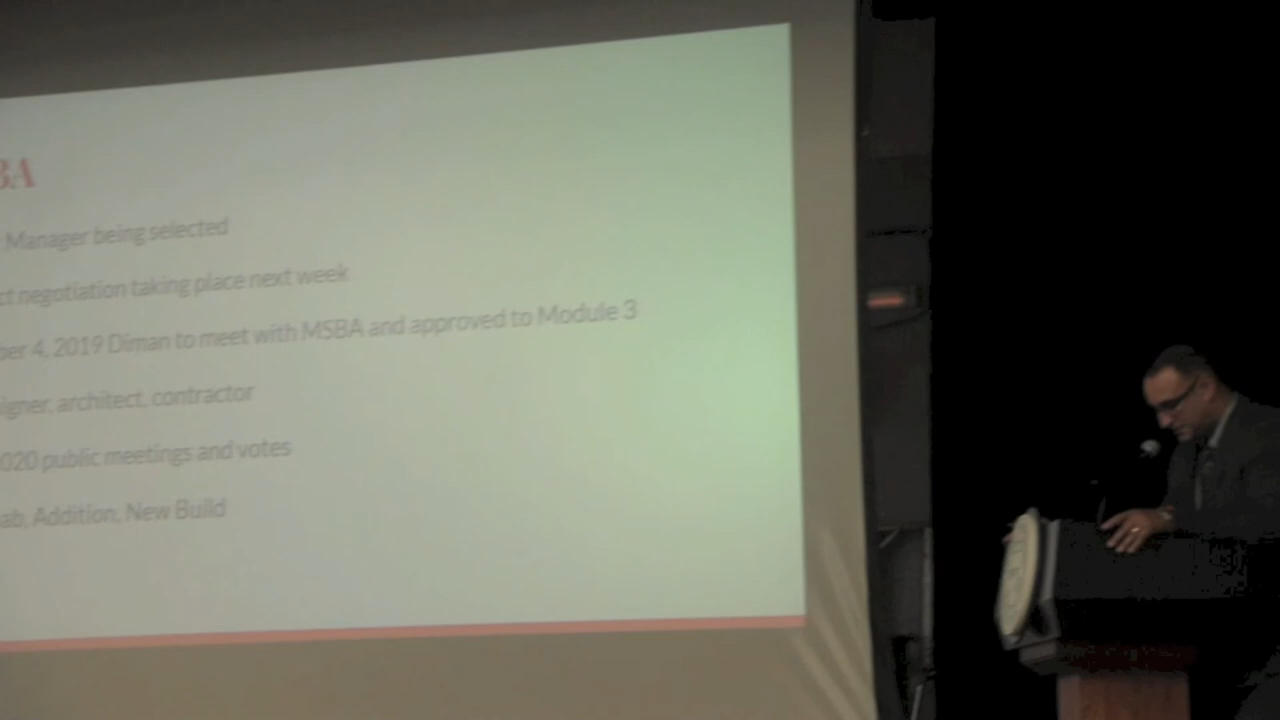 BA
Manager being selected
ct negotiation taking place next week
ber 4, 2019 Diman to meet with MSBA and approved to Module 3
igner, architect, contractor
020 public meetings and votes
ab, Addition, New Build